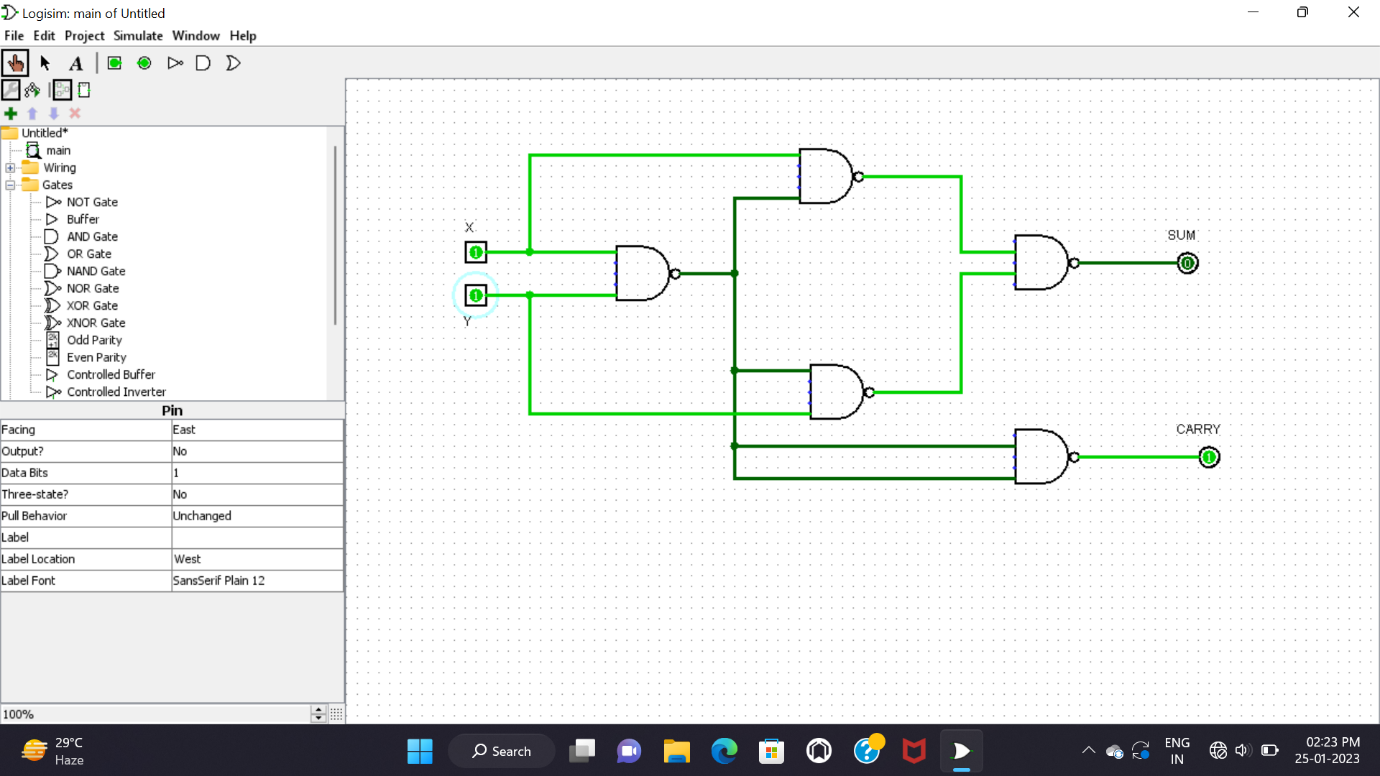 Logisim: main of Untitled
File Edit Project Simulate Window Help
A
Untitled*
main
Wiring
Gates
NOT Gate
Buffer
AND Gate
OR Gate
NAND Gate
NOR Gate
XOR Gate
XNOR Gate
Odd Parity
Even Parity
Controlled Buffer
Controlled Inverter
Pin
Facing East
Output? No
Data Bits 1
Three-state? No
Pull Behavior Unchanged
Label
Label Location West
Label Font SansSerif Plain 12
100%
X
1
1
Y
SUM
0
CARRY
1
29°C
Haze
Search
ENG
IN
02:23 PM
25-01-2023